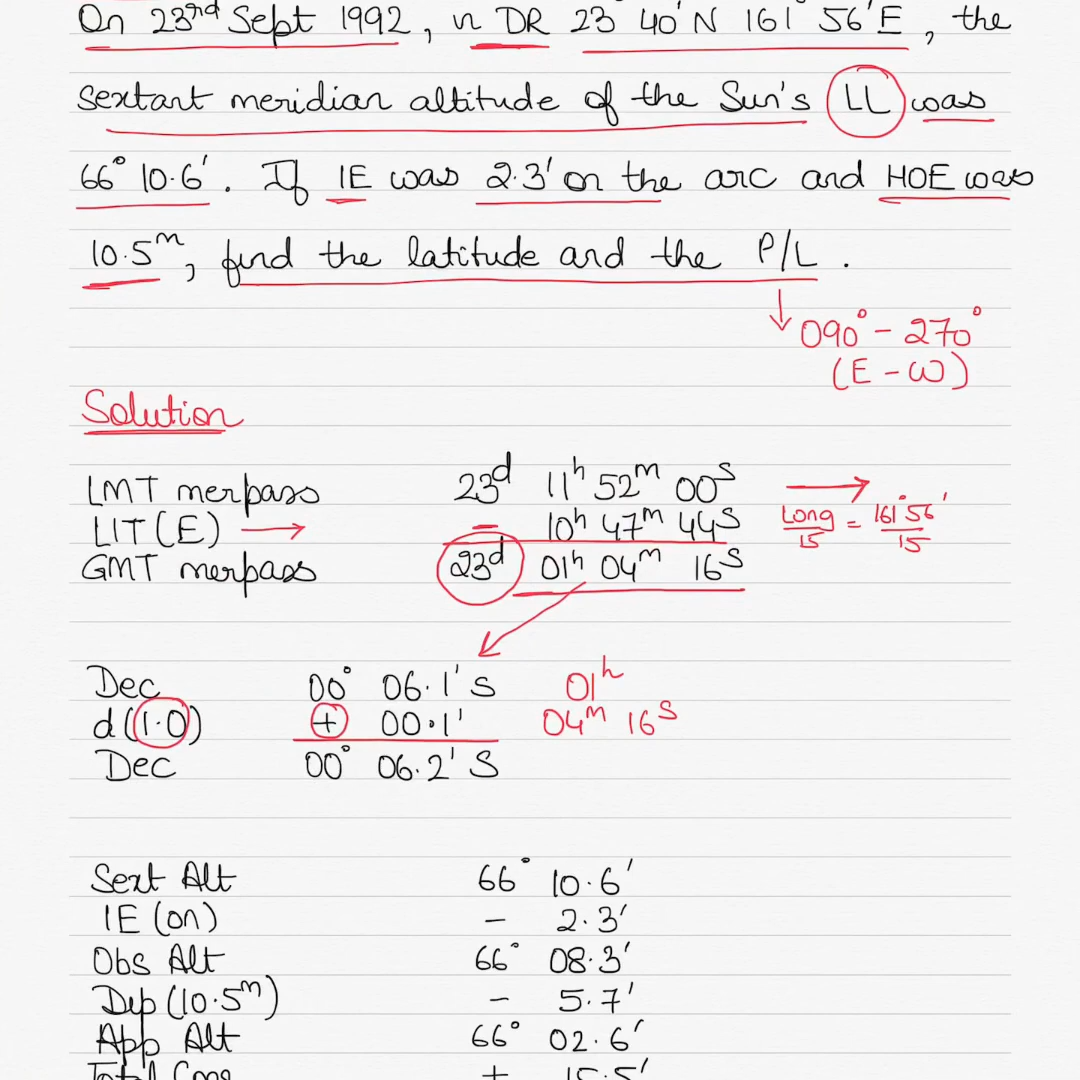 On 23rd Sept 1992, in DR 23° 40' N 161° 56' E, the
sextant meridian altitude of the Sun's LL was
66° 10.6'. If IE was 2.3' on the arc and HOE was
10.5m, find the latitude and the P/L.
↓ 090° - 270°
(E - W)
Solution
LMT merpass 23d 11h 52m 00s →
LIT (E) → - 10h 47m 44s Long/15 = 161° 56'/15
GMT merpass 23d 01h 04m 16s
Dec 00° 06.1' S 01h
d (1.0) + 00.1' 04m 16s
Dec 00° 06.2' S
Sext Alt 66° 10.6'
IE (on) - 2.3'
Obs Alt 66° 08.3'
Dip (10.5m) - 5.7'
App Alt 66° 02.6'
Total Corr + 15.5'